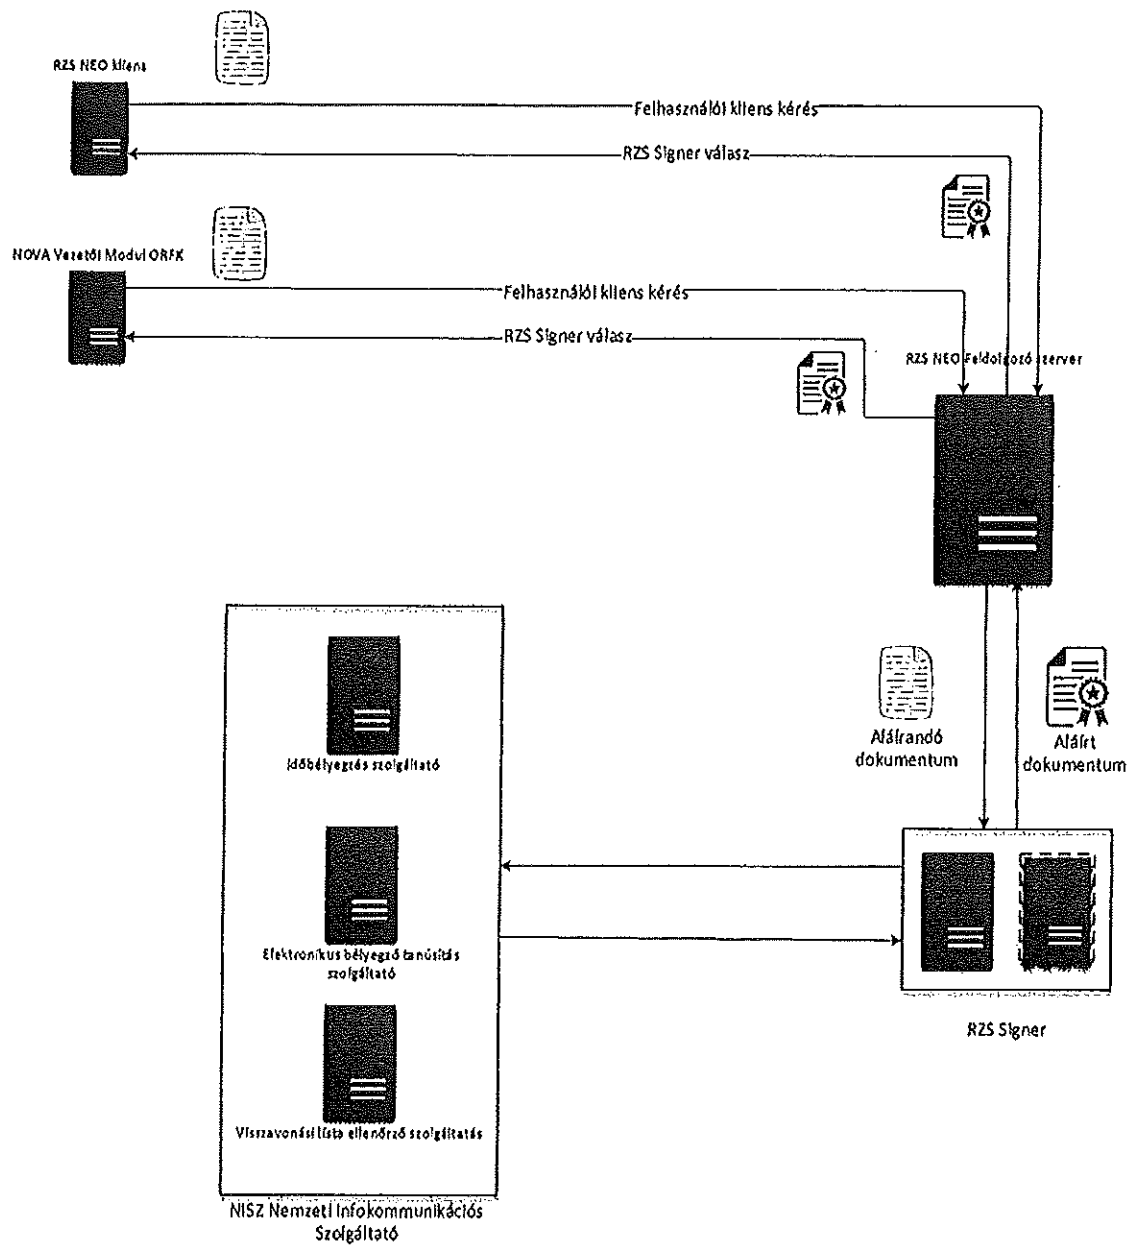 RZS NEO kliens
Felhasználói kliens kérés
RZS Signer válasz
NOVA Vezetői Modul ORFK
Felhasználói kliens kérés
RZS Signer válasz
RZS NEO Feldolgozó szerver
Aláírandó
dokumentum
Aláírt
dokumentum
Időbélyegzés szolgáltató
Elektronikus bélyegző tanúsítás
szolgáltató
Visszavonási lista ellenőrző szolgáltatás
RZS Signer
NISZ Nemzeti Infokommunikációs
Szolgáltató